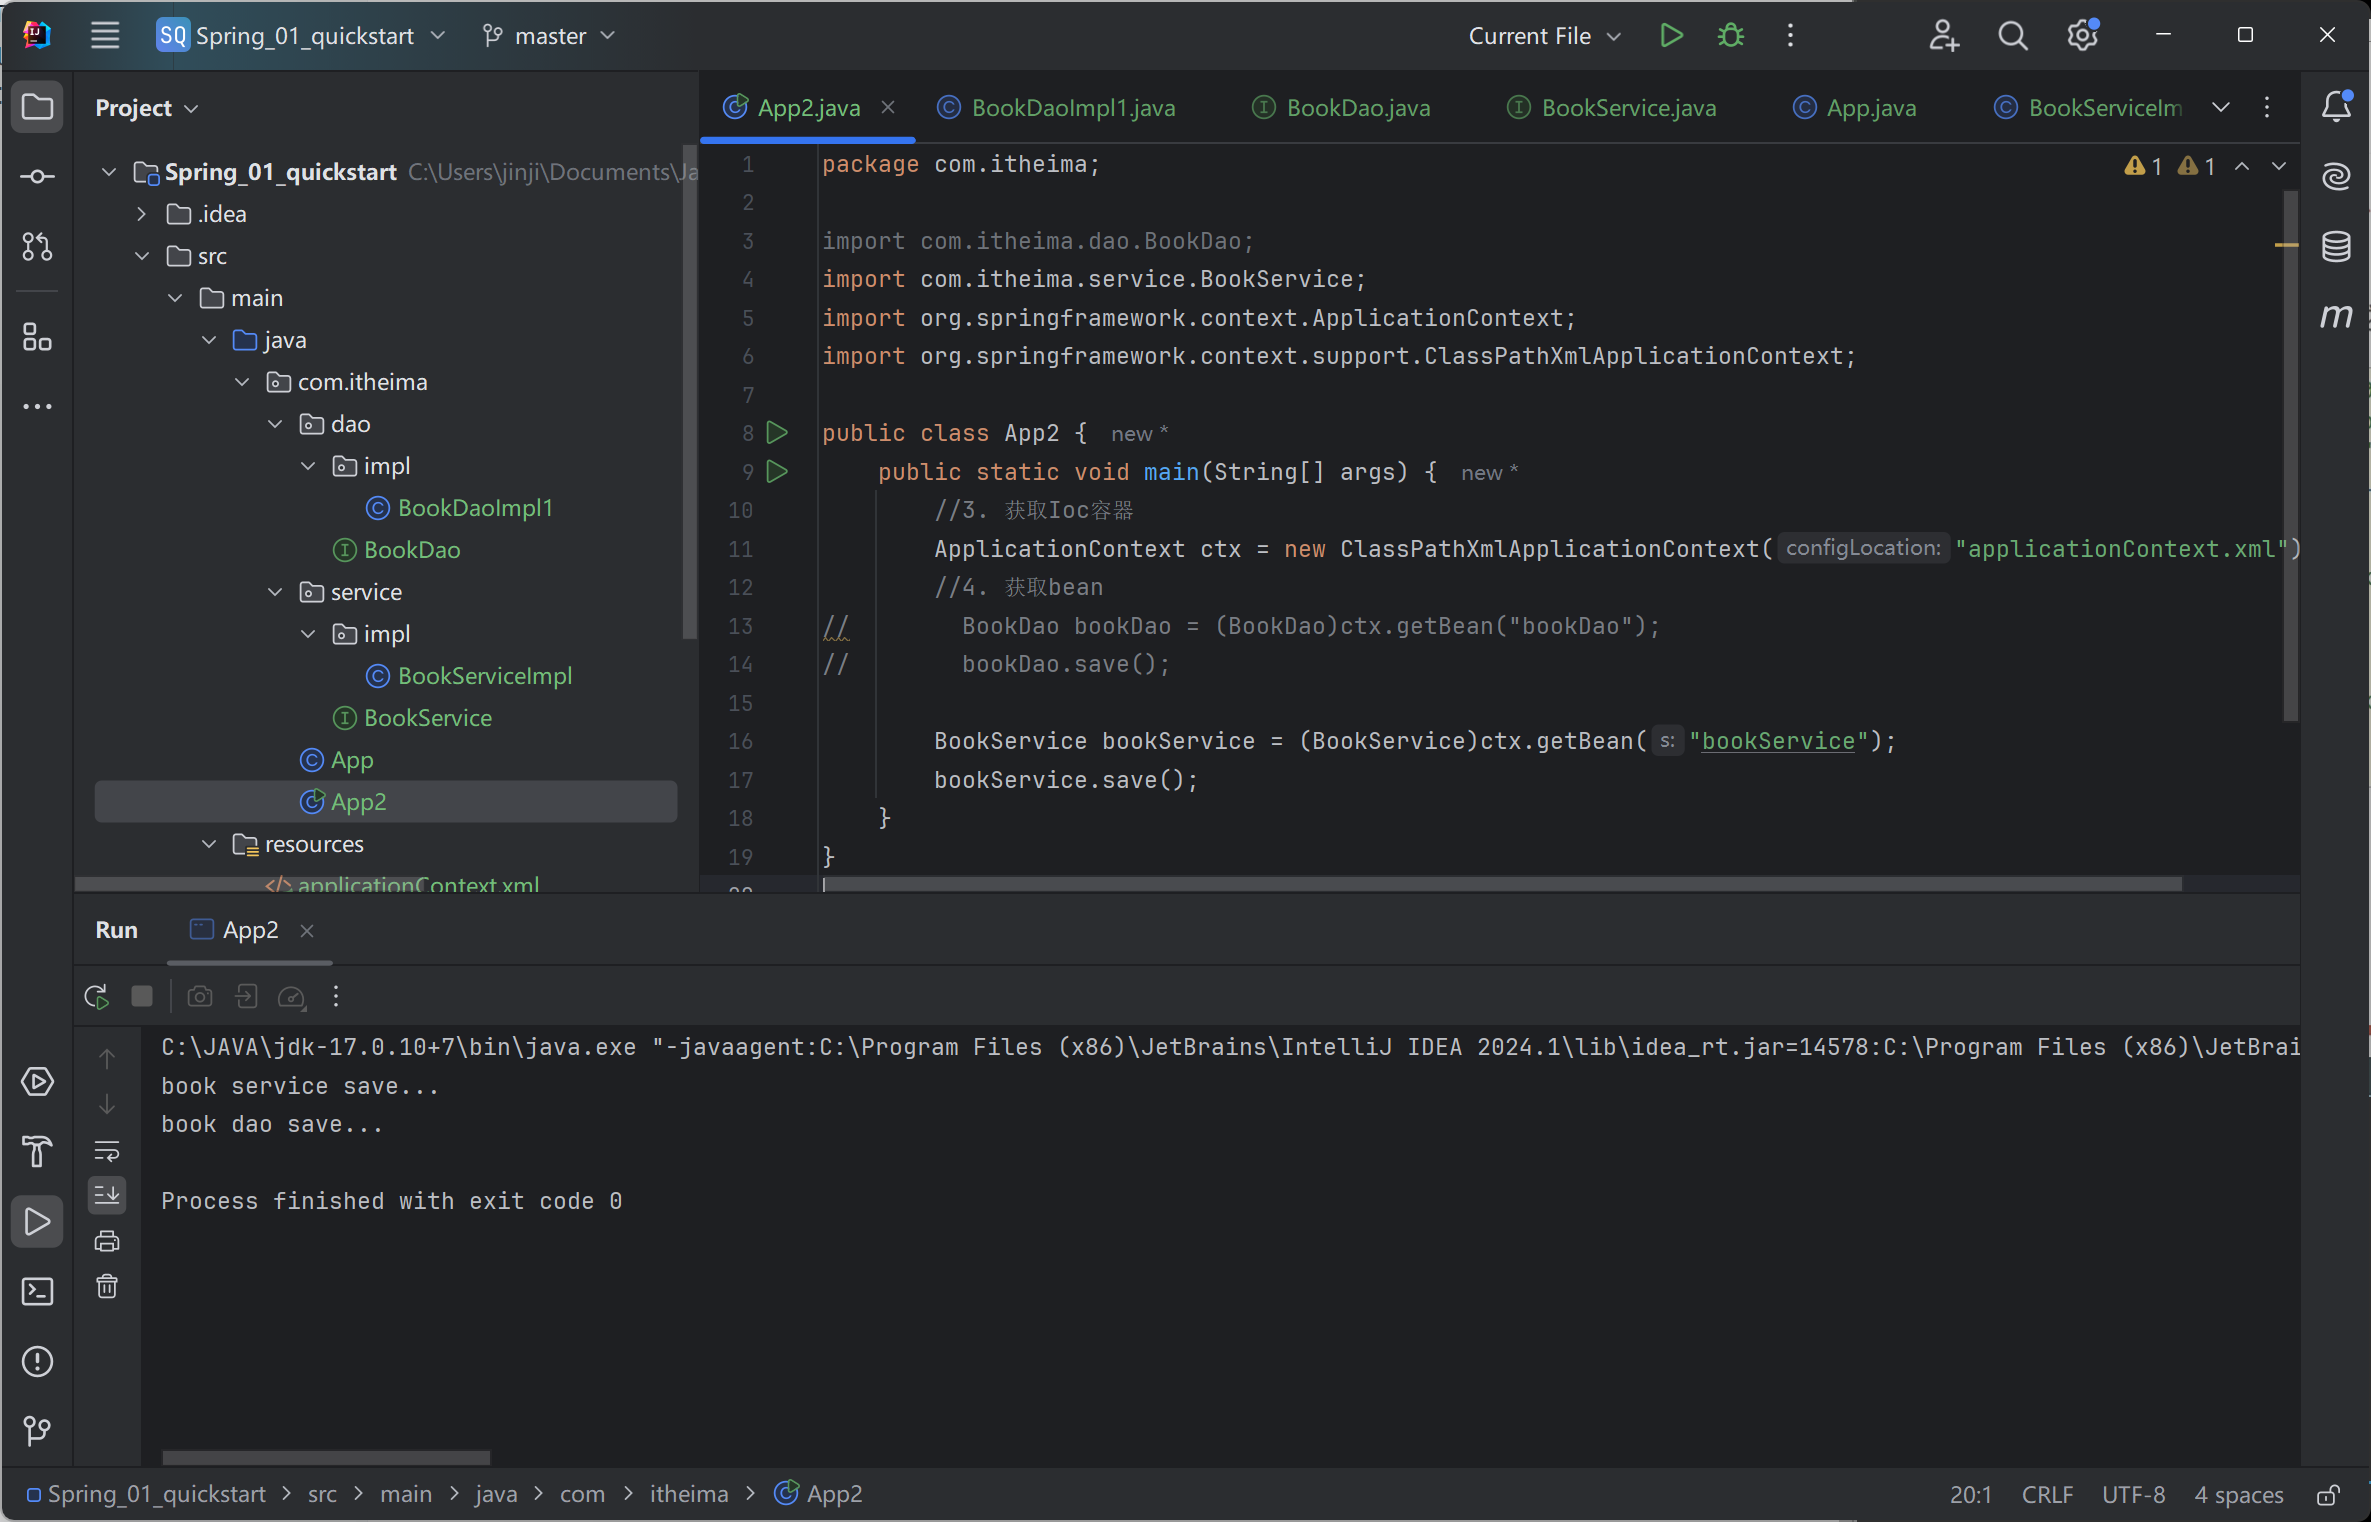 SQ Spring_01_quickstart master Current File
Project
Spring_01_quickstart C:\Users\jinji\Documents\Ja
.idea
src
main
java
com.itheima
dao
impl
BookDaoImpl1
BookDao
service
impl
BookServiceImpl
BookService
App
App2
resources
applicationContext.xml
App2.java BookDaoImpl1.java BookDao.java BookService.java App.java BookServiceIm
1 package com.itheima; 1 1
2
3 import com.itheima.dao.BookDao;
4 import com.itheima.service.BookService;
5 import org.springframework.context.ApplicationContext;
6 import org.springframework.context.support.ClassPathXmlApplicationContext;
7
8 public class App2 { new *
9 public static void main(String[] args) { new *
10 //3. 获取Ioc容器
11 ApplicationContext ctx = new ClassPathXmlApplicationContext( configLocation: "applicationContext.xml")
12 //4. 获取bean
13 // BookDao bookDao = (BookDao)ctx.getBean("bookDao");
14 // bookDao.save();
15
16 BookService bookService = (BookService)ctx.getBean( s: "bookService");
17 bookService.save();
18 }
19 }
Run App2
C:\JAVA\jdk-17.0.10+7\bin\java.exe "-javaagent:C:\Program Files (x86)\JetBrains\IntelliJ IDEA 2024.1\lib\idea_rt.jar=14578:C:\Program Files (x86)\JetBrai
book service save...
book dao save...
Process finished with exit code 0
Spring_01_quickstart > src > main > java > com > itheima > App2 20:1 CRLF UTF-8 4 spaces